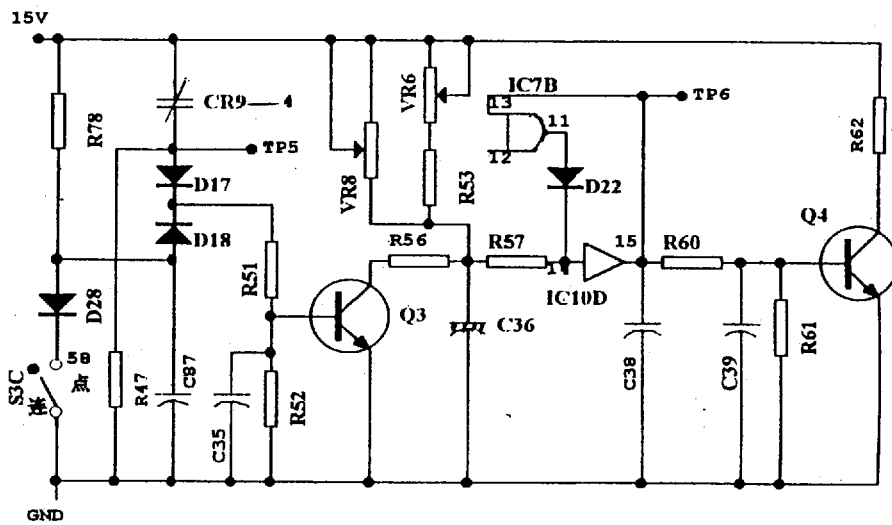 15V
CR9—4
IC7B
TP6
R78
VR6
13
11
12
R62
TP5
D17
VR8
R53
D22
D18
R56
R57
14
15
R60
Q4
R51
IC10D
D28
Q3
C36
58
S3C
R47
C87
C35
R52
C38
C39
R61
GND